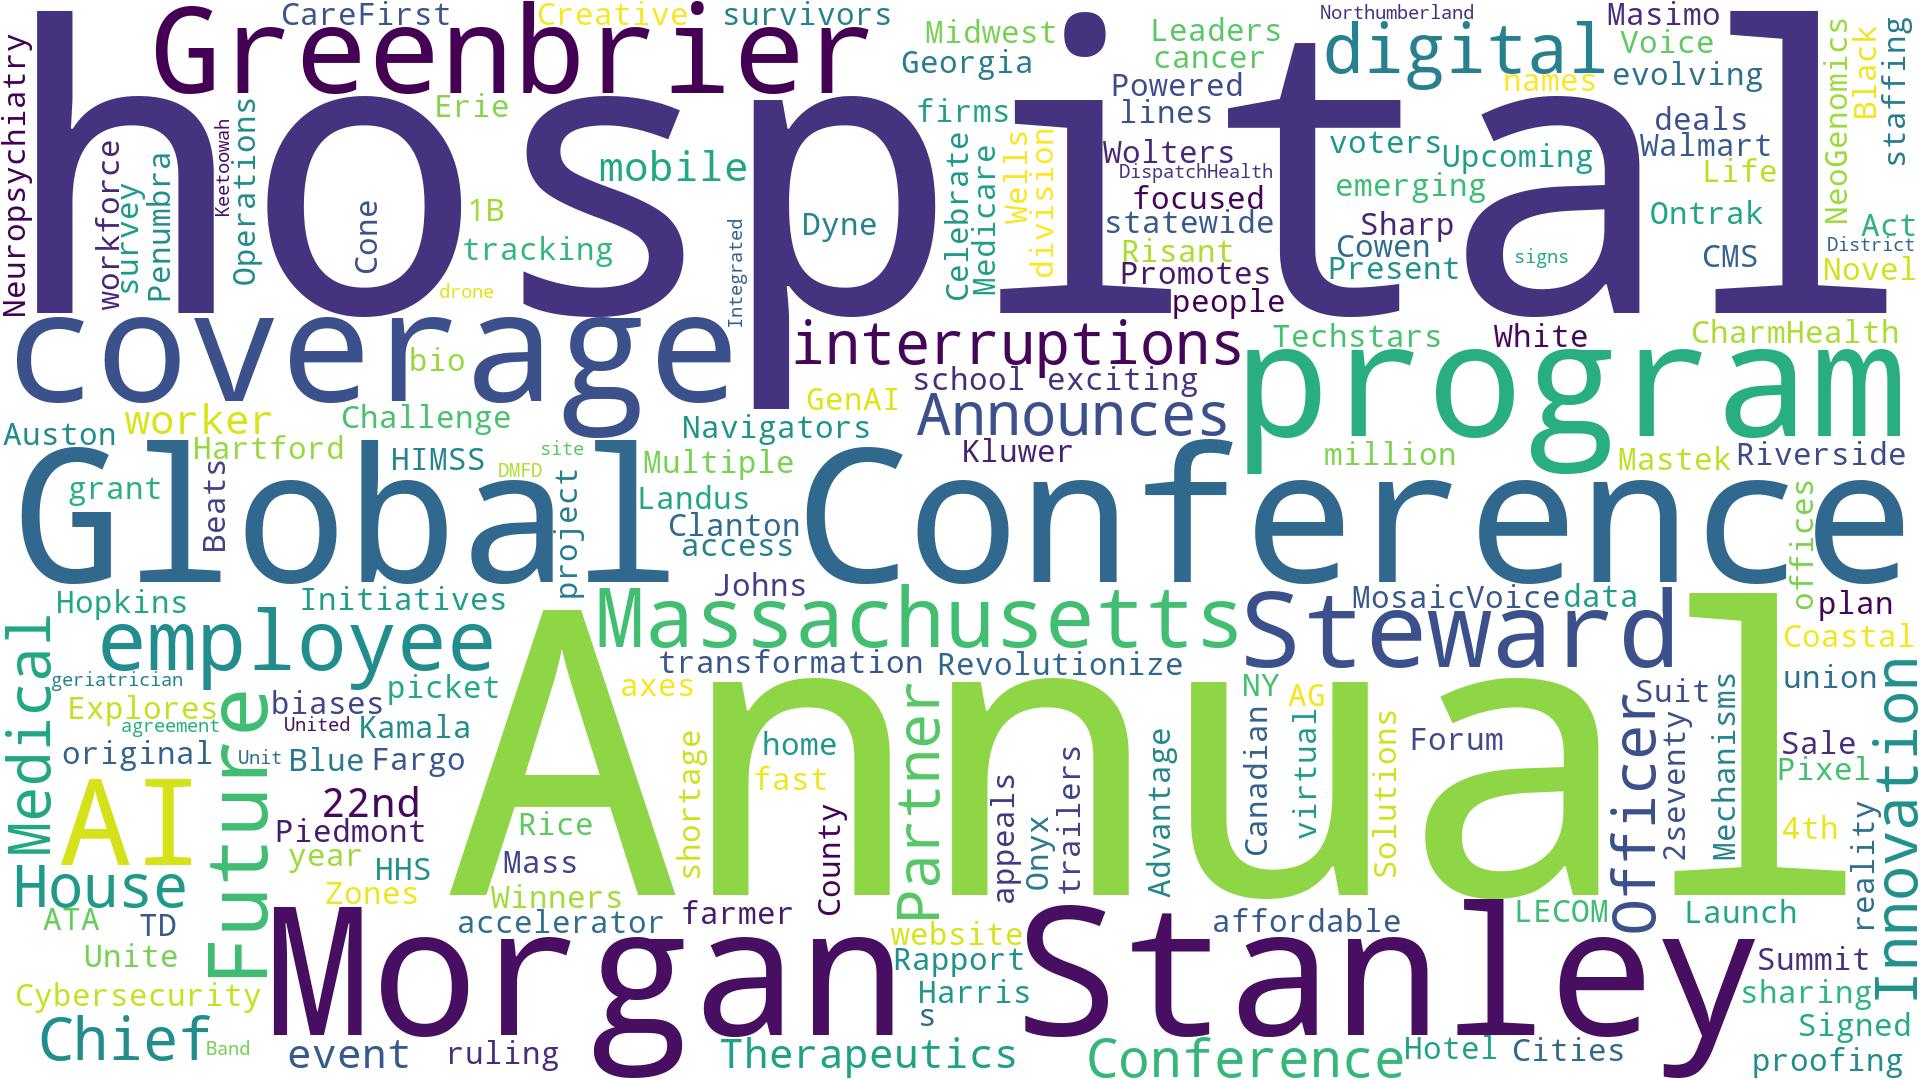 CareFirst
Creative
survivors
Northumberland
Masimo
Greenbrier
Midwest
Leaders
digital
Voice
Georgia
cancer
names
evolving
Neuropsychiatry
hospital
Powered
NeoGenomics
Black
staffing
Erie
firms
lines
deals
Operations
Keetoowah
workforce
survey
Penumbra
mobile
Celebrate
Medicare
Wells
division
Wolters
voters
Upcoming
Walmart
DispatchHealth
emerging
Life
Cone
1B
Dyne
focused
statewide
Sharp
Ontrak
Act
tracking
Integrated
Risant
Cowen
signs
CMS
District
drone
Promotes
Present
Novel
people
coverage
interruptions
Techstars
White
CharmHealth
bio
school exciting
program
worker
Challenge
GenAI
Announces
Auston
Hartford
Navigators
HIMSS
site
DMFD
Multiple
Kluwer
million
Mastek
Riverside
grant
Beats
project
Landus
Global Conference
Clanton
access
offices
Johns
Hopkins
Initiatives
Massachusetts
Steward
MosaicVoice
data
plan
Medical
employee
Coastal
geriatrician
transformation
Revolutionize
union
Explores
biases
picket
axes
NY
AG
Suit
Innovation
agreement
United
Kamala
Annual
original
Unit
Blue
Fargo
home
Forum
Sale
Future
shortage
fast
Partner
appeals
Onyx
trailers
Advantage
Canadian
virtual
Solutions
Officer
2seventy
Mechanisms
Pixel
AI
22nd
Piedmont
Rice
County
4th
reality
year
HHS
Mass
House
Zones
Winners
ATA
TD
accelerator
farmer
affordable
LECOM
Launch
Unite
Morgan Stanley
website
Rapport
Summit
Cybersecurity
Harris
sharing
s
Signed
Chief
Band
event
ruling
Therapeutics
Conference
Hotel
Cities
proofing